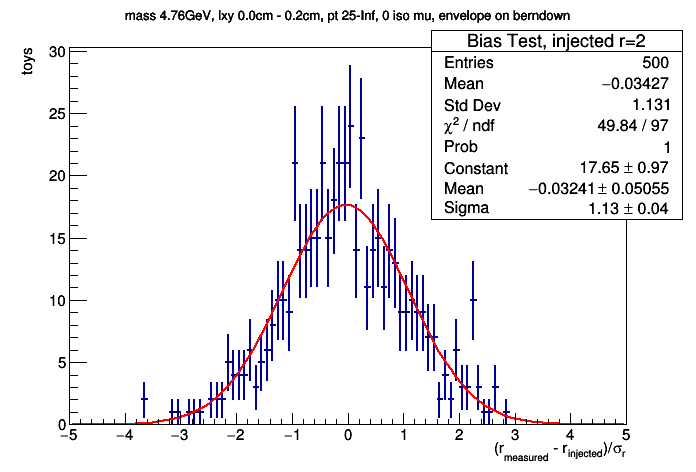 mass 4.76GeV, lxy 0.0cm - 0.2cm, pt 25-Inf, 0 iso mu, envelope on berndown
Bias Test, injected r=2
Entries 500
Mean −0.03427
Std Dev 1.131
χ² / ndf 49.84 / 97
Prob 1
Constant 17.65 ± 0.97
Mean −0.03241 ± 0.05055
Sigma 1.13 ± 0.04
toys
30
25
20
15
10
5
0
−5 −4 −3 −2 −1 0 1 2 3 4 5
(r_measured - r_injected)/σ_r